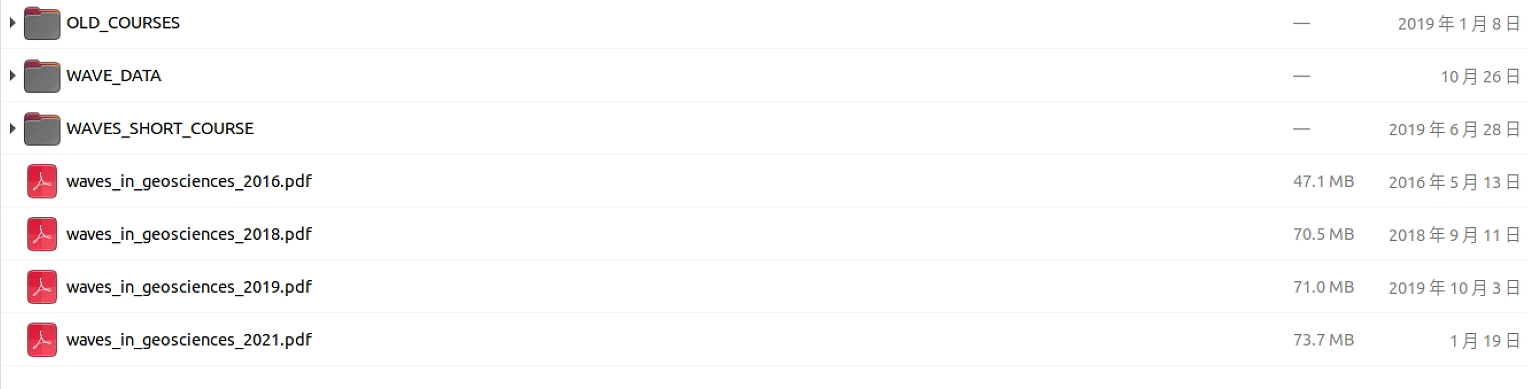 OLD_COURSES — 2019 年 1 月 8 日
WAVE_DATA — 10 月 26 日
WAVES_SHORT_COURSE — 2019 年 6 月 28 日
waves_in_geosciences_2016.pdf 47.1 MB 2016 年 5 月 13 日
waves_in_geosciences_2018.pdf 70.5 MB 2018 年 9 月 11 日
waves_in_geosciences_2019.pdf 71.0 MB 2019 年 10 月 3 日
waves_in_geosciences_2021.pdf 73.7 MB 1 月 19 日